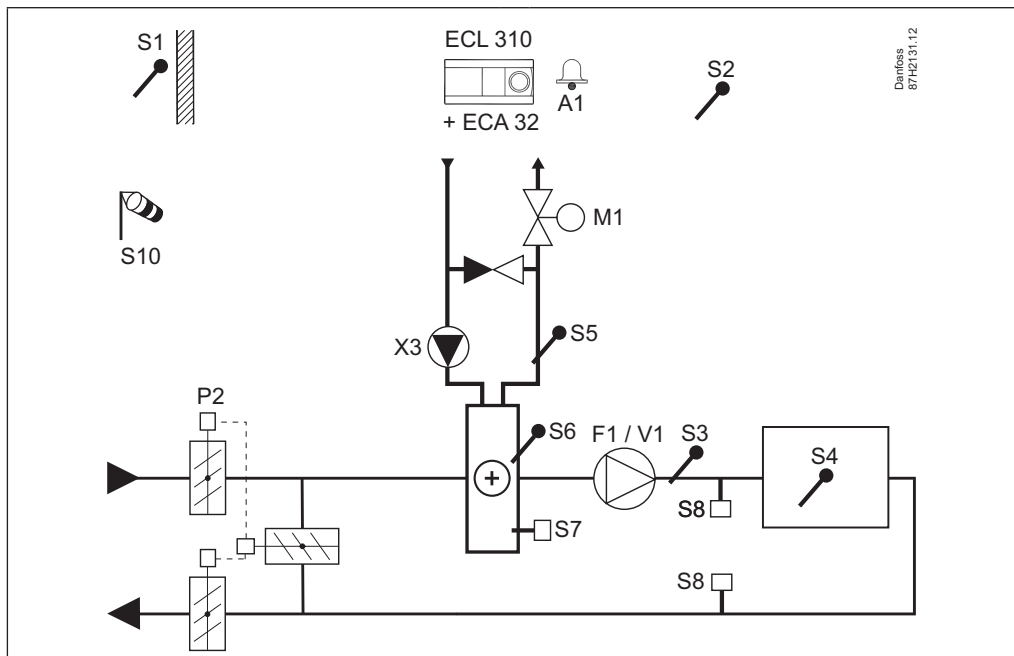 S1
ECL 310
A1
+ ECA 32
S2
Danfoss
87H2131.12
S10
M1
X3
S5
P2
S6
F1 / V1
S3
S4
S8
S7
S8